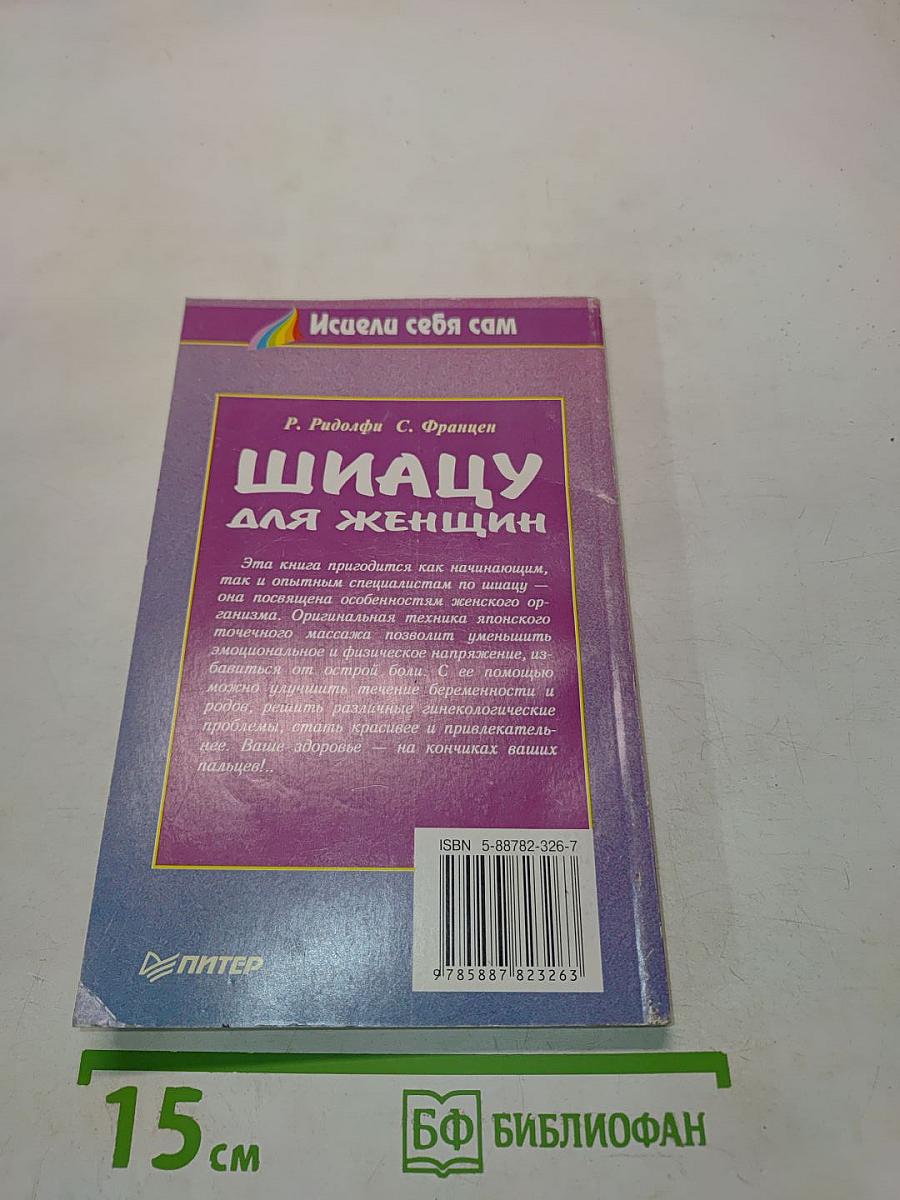 Исцели себя сам
Р. Ридолфи С. Францен
ШИАЦУ
ДЛЯ ЖЕНЩИН
Эта книга пригодится как начинающим,
так и опытным специалистам по шиацу —
она посвящена особенностям женского ор-
ганизма. Оригинальная техника японского
точечного массажа позволит уменьшить
эмоциональное и физическое напряжение, из-
бавиться от острой боли. С ее помощью
можно улучшить течение беременности и
родов, решить различные гинекологические
проблемы, стать красивее и привлекатель-
нее. Ваше здоровье — на кончиках ваших
пальцев!..
ISBN 5-88782-326-7
9 785887 823263
ПИТЕР
15 см
БФ БИБЛИОФАН